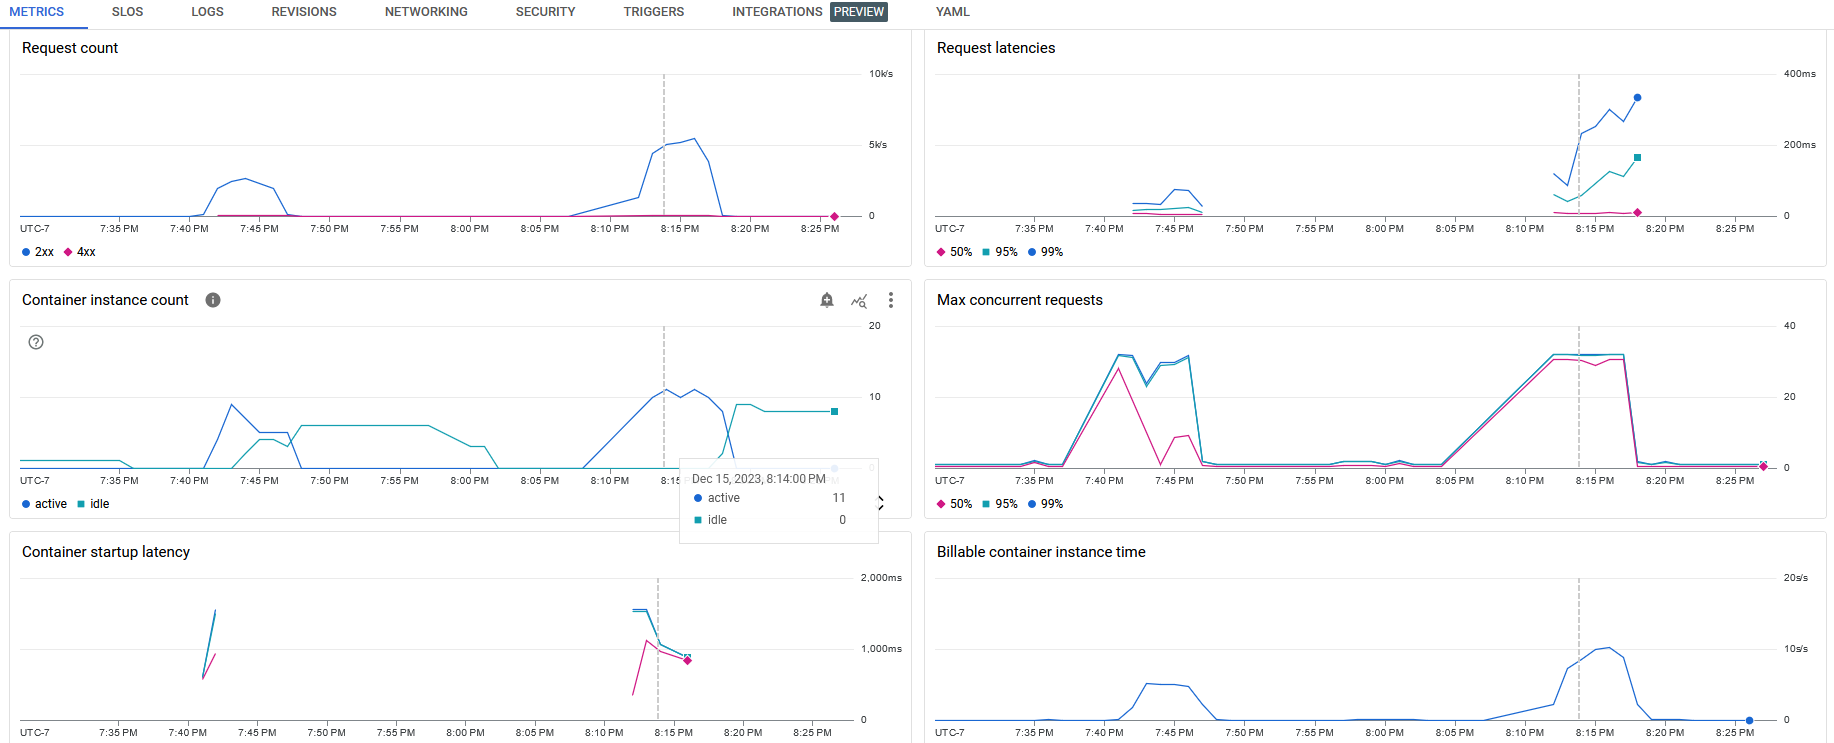 METRICS SLOS LOGS REVISIONS NETWORKING SECURITY TRIGGERS INTEGRATIONS PREVIEW YAML
Request count
10k/s
5k/s
0
UTC-7 7:35 PM 7:40 PM 7:45 PM 7:50 PM 7:55 PM 8:00 PM 8:05 PM 8:10 PM 8:15 PM 8:20 PM 8:25 PM
2xx 4xx
Request latencies
400ms
200ms
0
UTC-7 7:35 PM 7:40 PM 7:45 PM 7:50 PM 7:55 PM 8:00 PM 8:05 PM 8:10 PM 8:15 PM 8:20 PM 8:25 PM
50% 95% 99%
Container instance count
20
10
0
UTC-7 7:35 PM 7:40 PM 7:45 PM 7:50 PM 7:55 PM 8:00 PM 8:05 PM 8:10 PM 8:15
active idle
Dec 15, 2023, 8:14:00 PM
active 11
idle 0
Max concurrent requests
40
20
0
UTC-7 7:35 PM 7:40 PM 7:45 PM 7:50 PM 7:55 PM 8:00 PM 8:05 PM 8:10 PM 8:15 PM 8:20 PM 8:25 PM
50% 95% 99%
Container startup latency
2,000ms
1,000ms
0
UTC-7 7:35 PM 7:40 PM 7:45 PM 7:50 PM 7:55 PM 8:00 PM 8:05 PM 8:10 PM 8:15 PM 8:20 PM 8:25 PM
Billable container instance time
20s/s
10s/s
0
UTC-7 7:35 PM 7:40 PM 7:45 PM 7:50 PM 7:55 PM 8:00 PM 8:05 PM 8:10 PM 8:15 PM 8:20 PM 8:25 PM